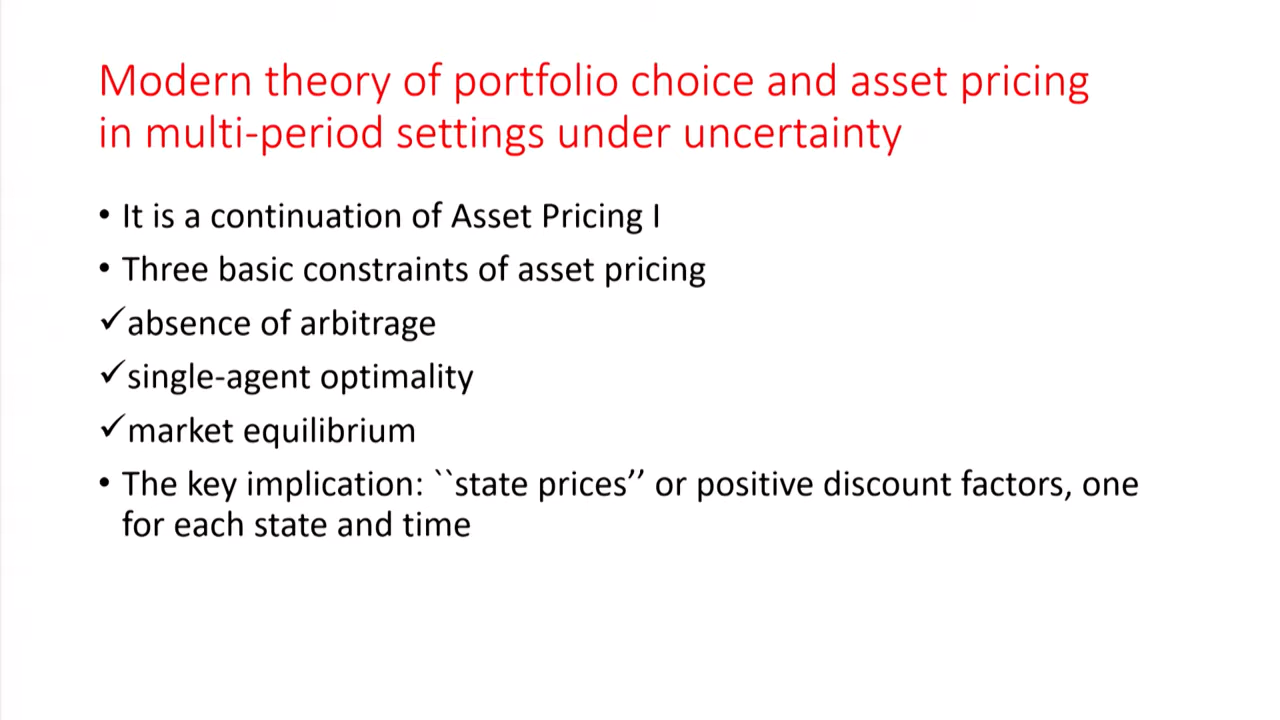 Modern theory of portfolio choice and asset pricing
in multi-period settings under uncertainty
• It is a continuation of Asset Pricing I
• Three basic constraints of asset pricing
✓absence of arbitrage
✓single-agent optimality
✓market equilibrium
• The key implication: ``state prices’’ or positive discount factors, one
for each state and time